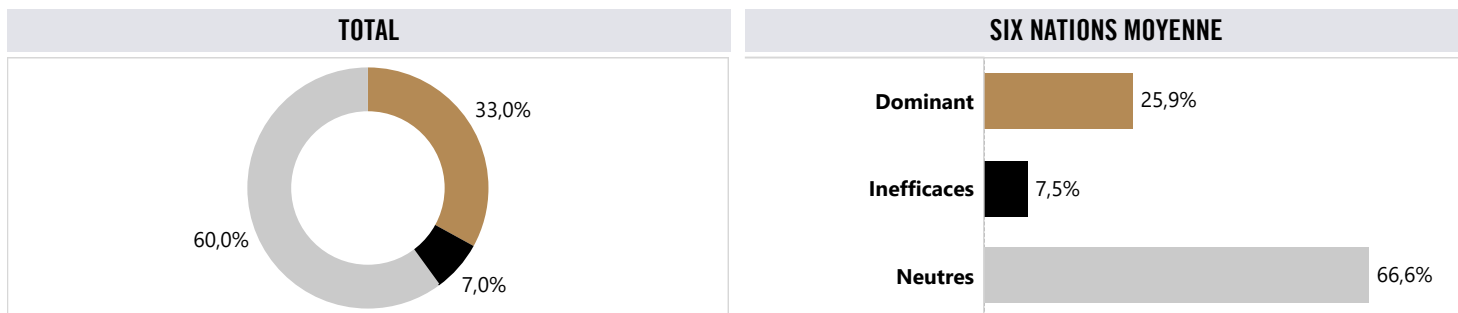 TOTAL
33,0%
60,0%
7,0%
SIX NATIONS MOYENNE
Dominant
25,9%
Inefficaces
7,5%
Neutres
66,6%